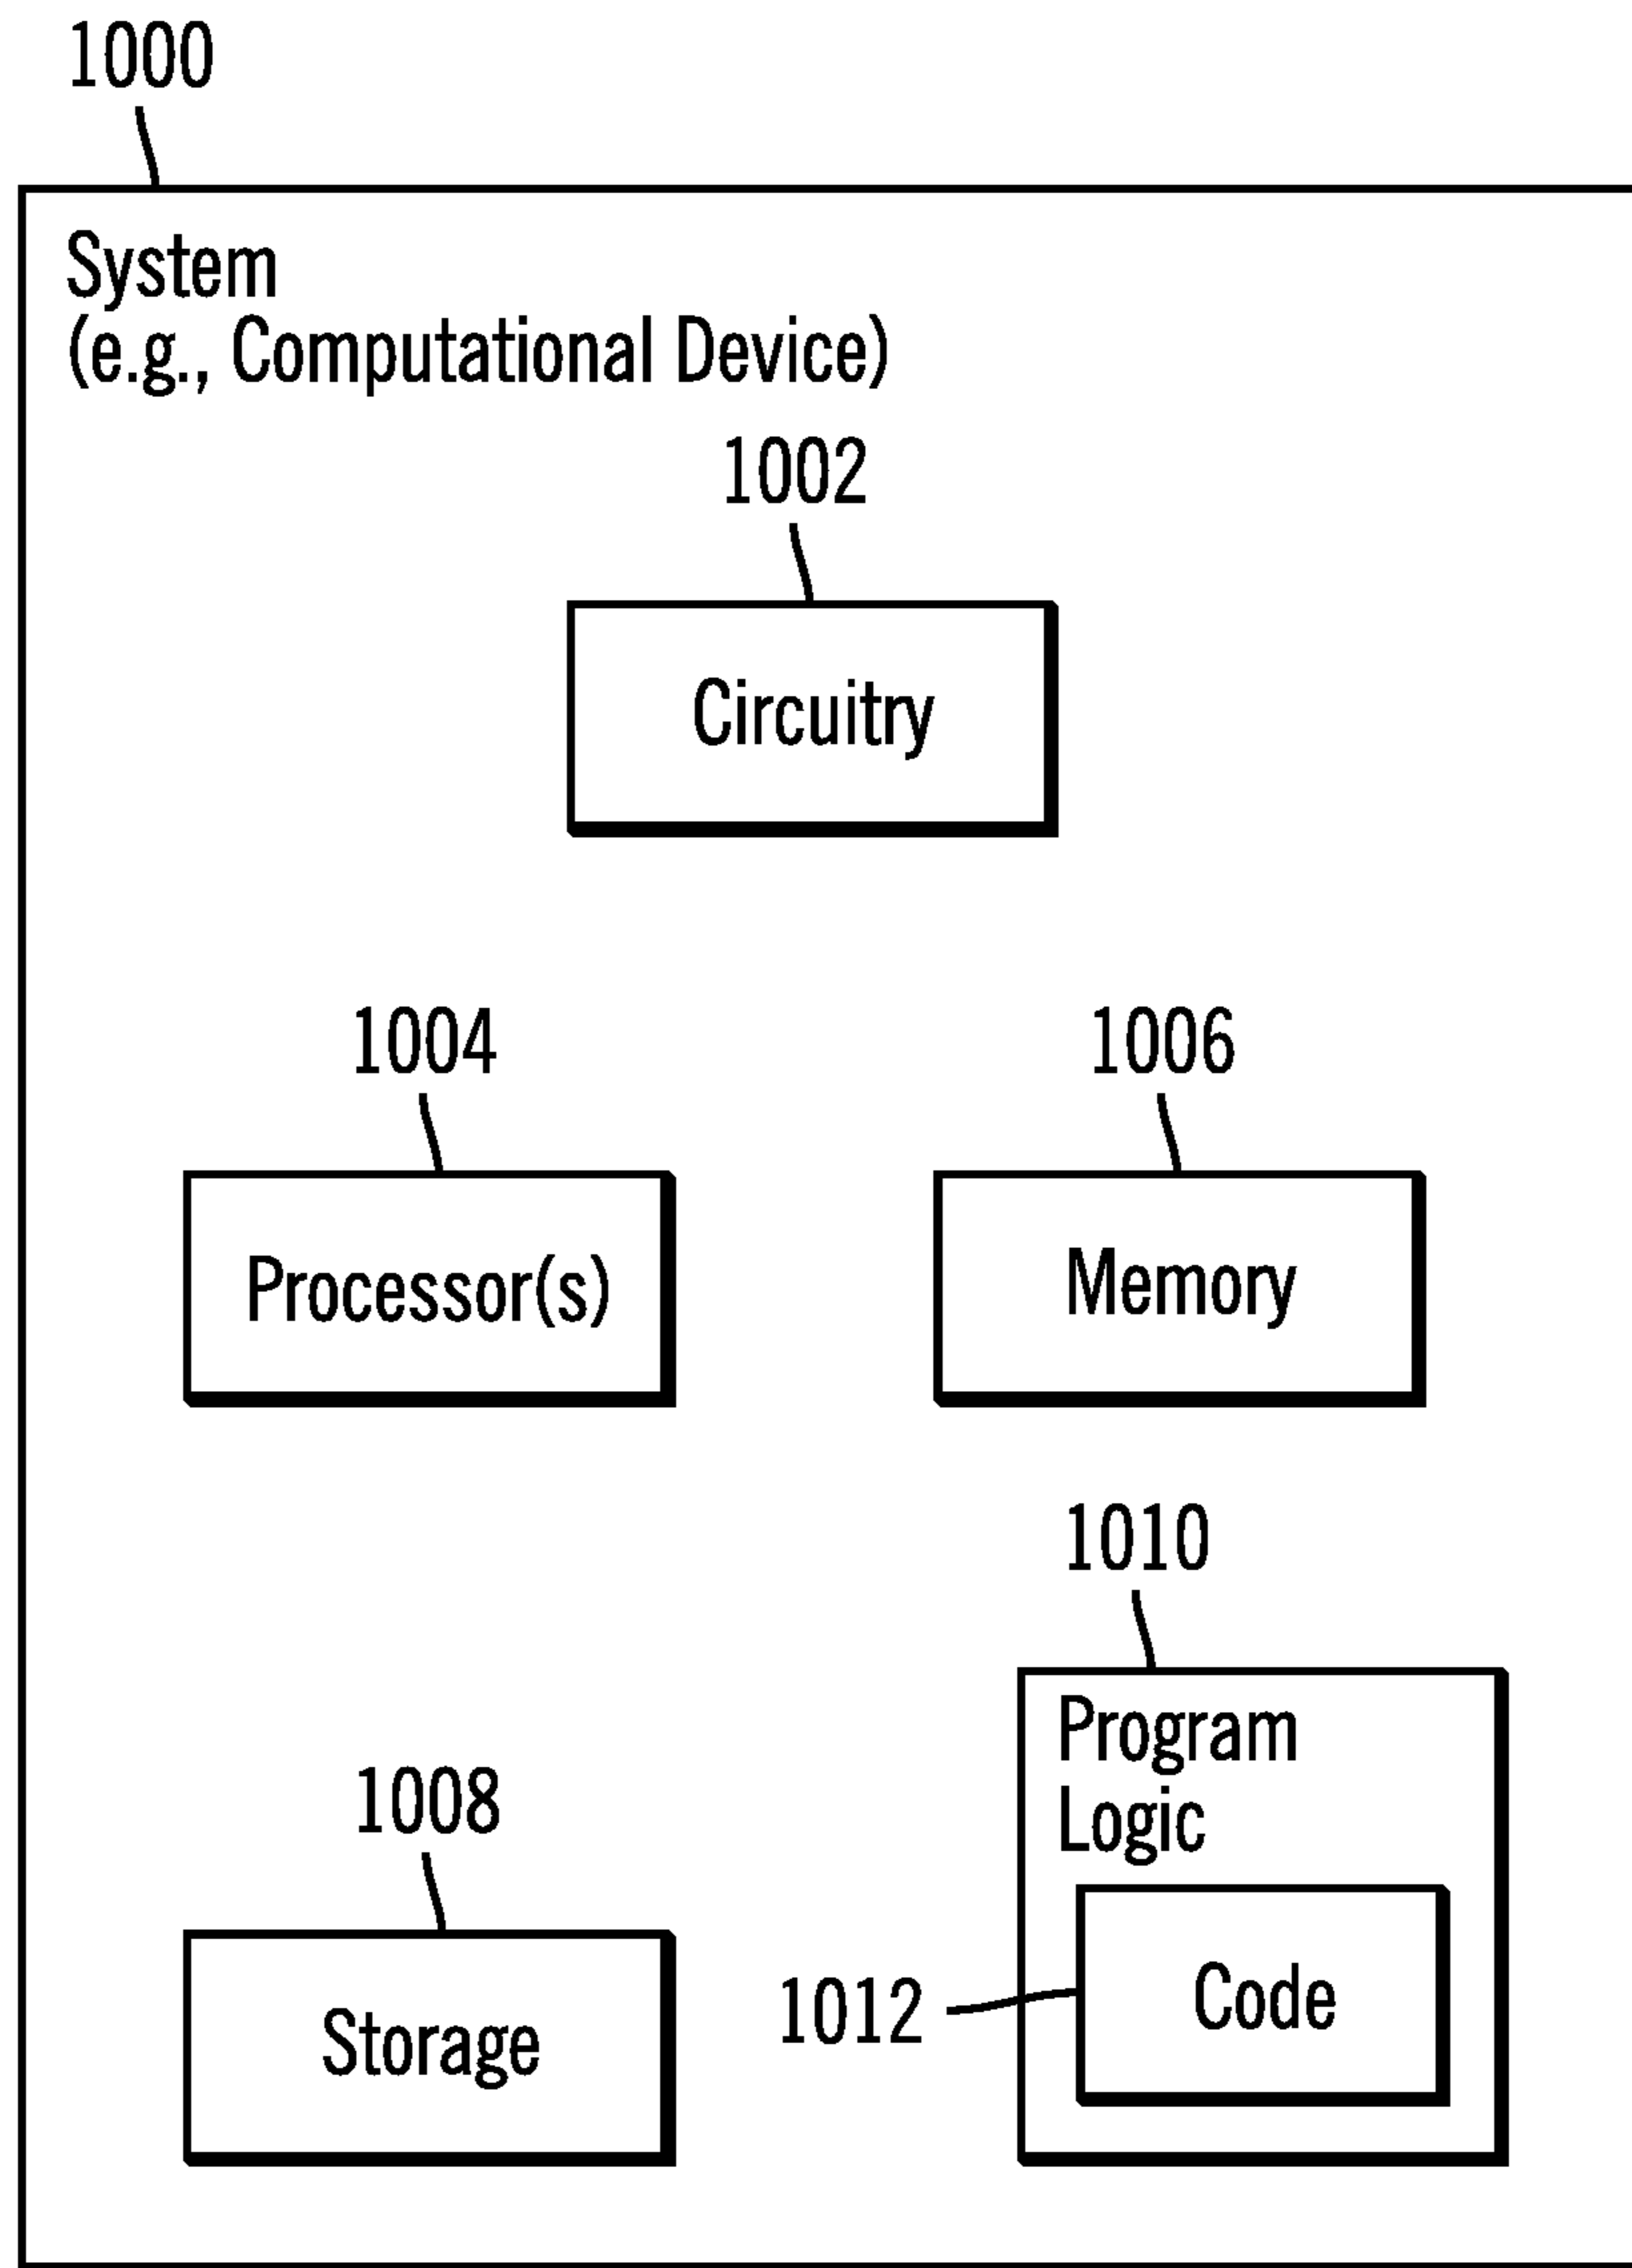 1000
System
(e.g., Computational Device)
1002
Circuitry
1004
1006
Processor(s)
Memory
1010
Program
Logic
1008
1012
Code
Storage